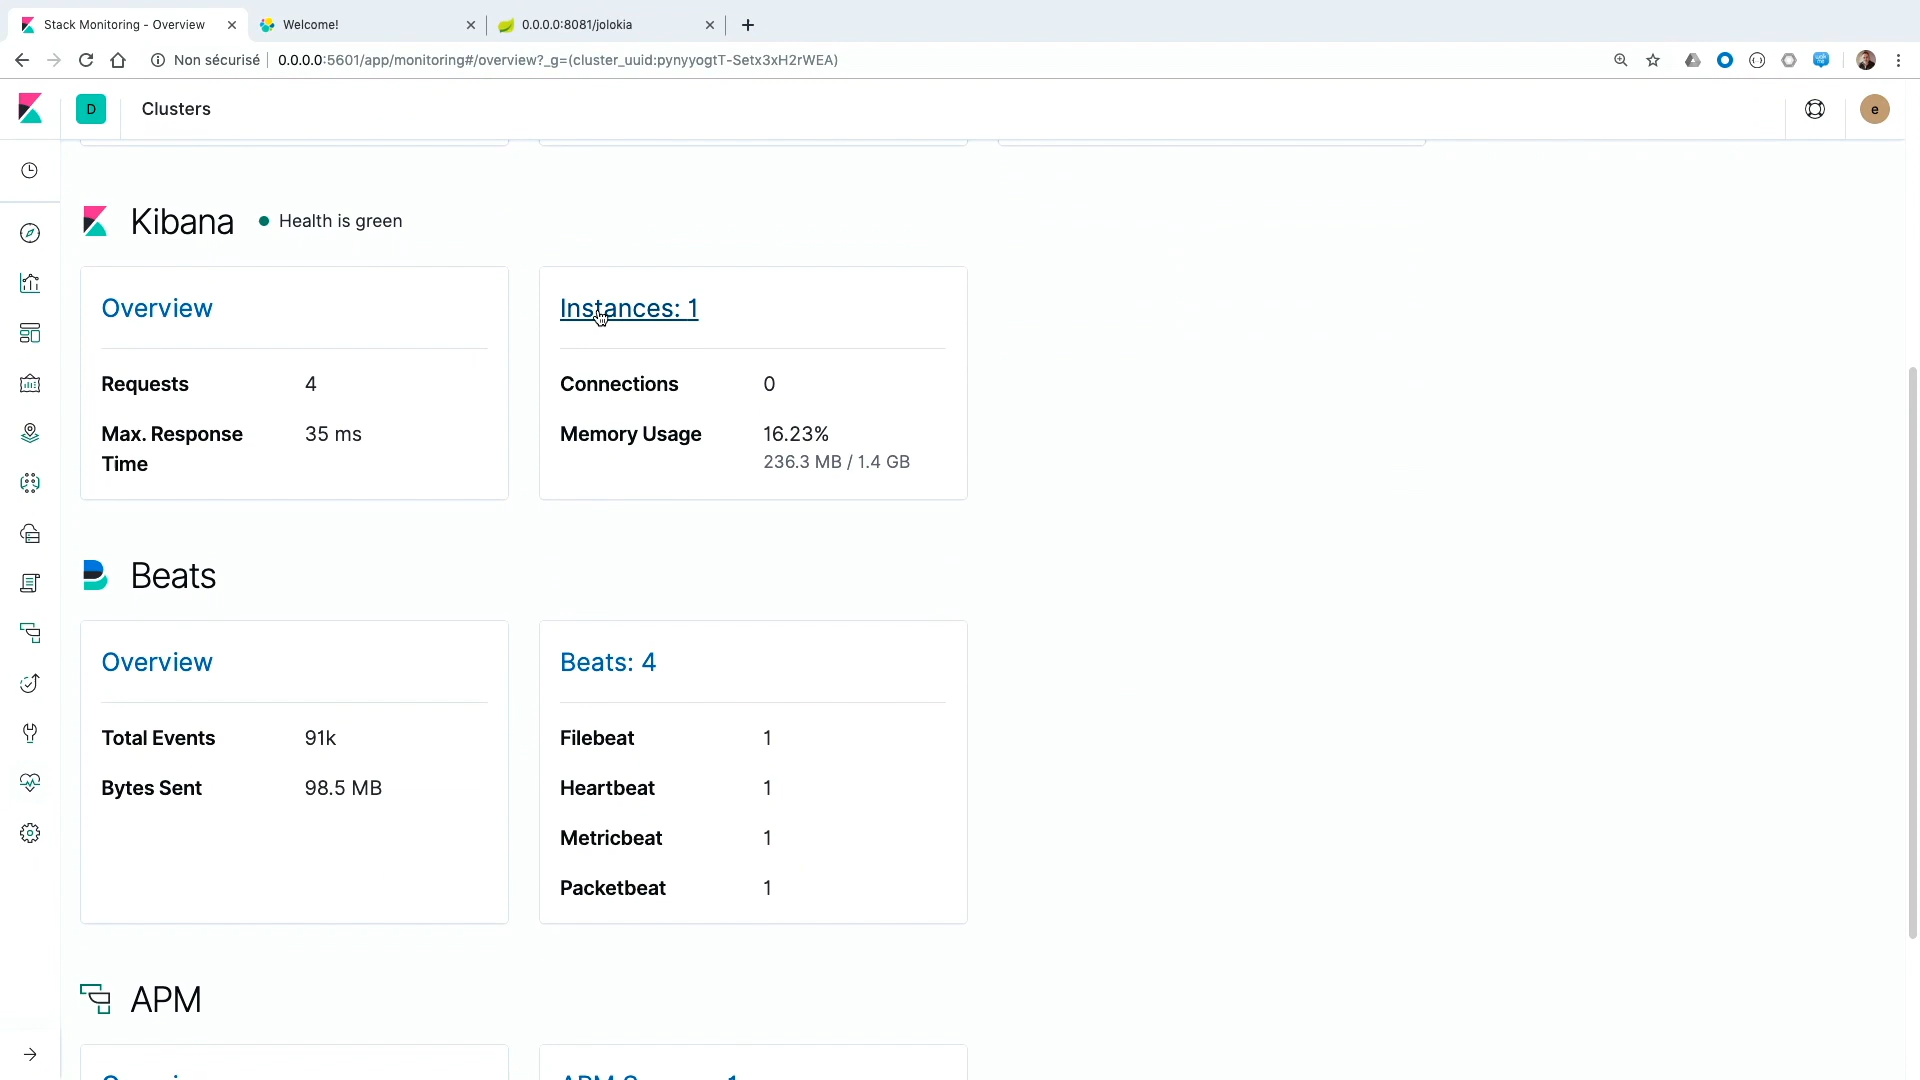 Stack Monitoring - Overview
Welcome!
0.0.0.0:8081/jolokia
Non sécurisé
0.0.0.0:5601/app/monitoring#/overview?_g=(cluster_uuid:pynyyogtT-Setx3xH2rWEA)
D
Clusters
e
Kibana
Health is green
Overview
Requests 4
Max. Response Time 35 ms
Instances: 1
Connections 0
Memory Usage 16.23%
236.3 MB / 1.4 GB
Beats
Overview
Total Events 91k
Bytes Sent 98.5 MB
Beats: 4
Filebeat 1
Heartbeat 1
Metricbeat 1
Packetbeat 1
APM